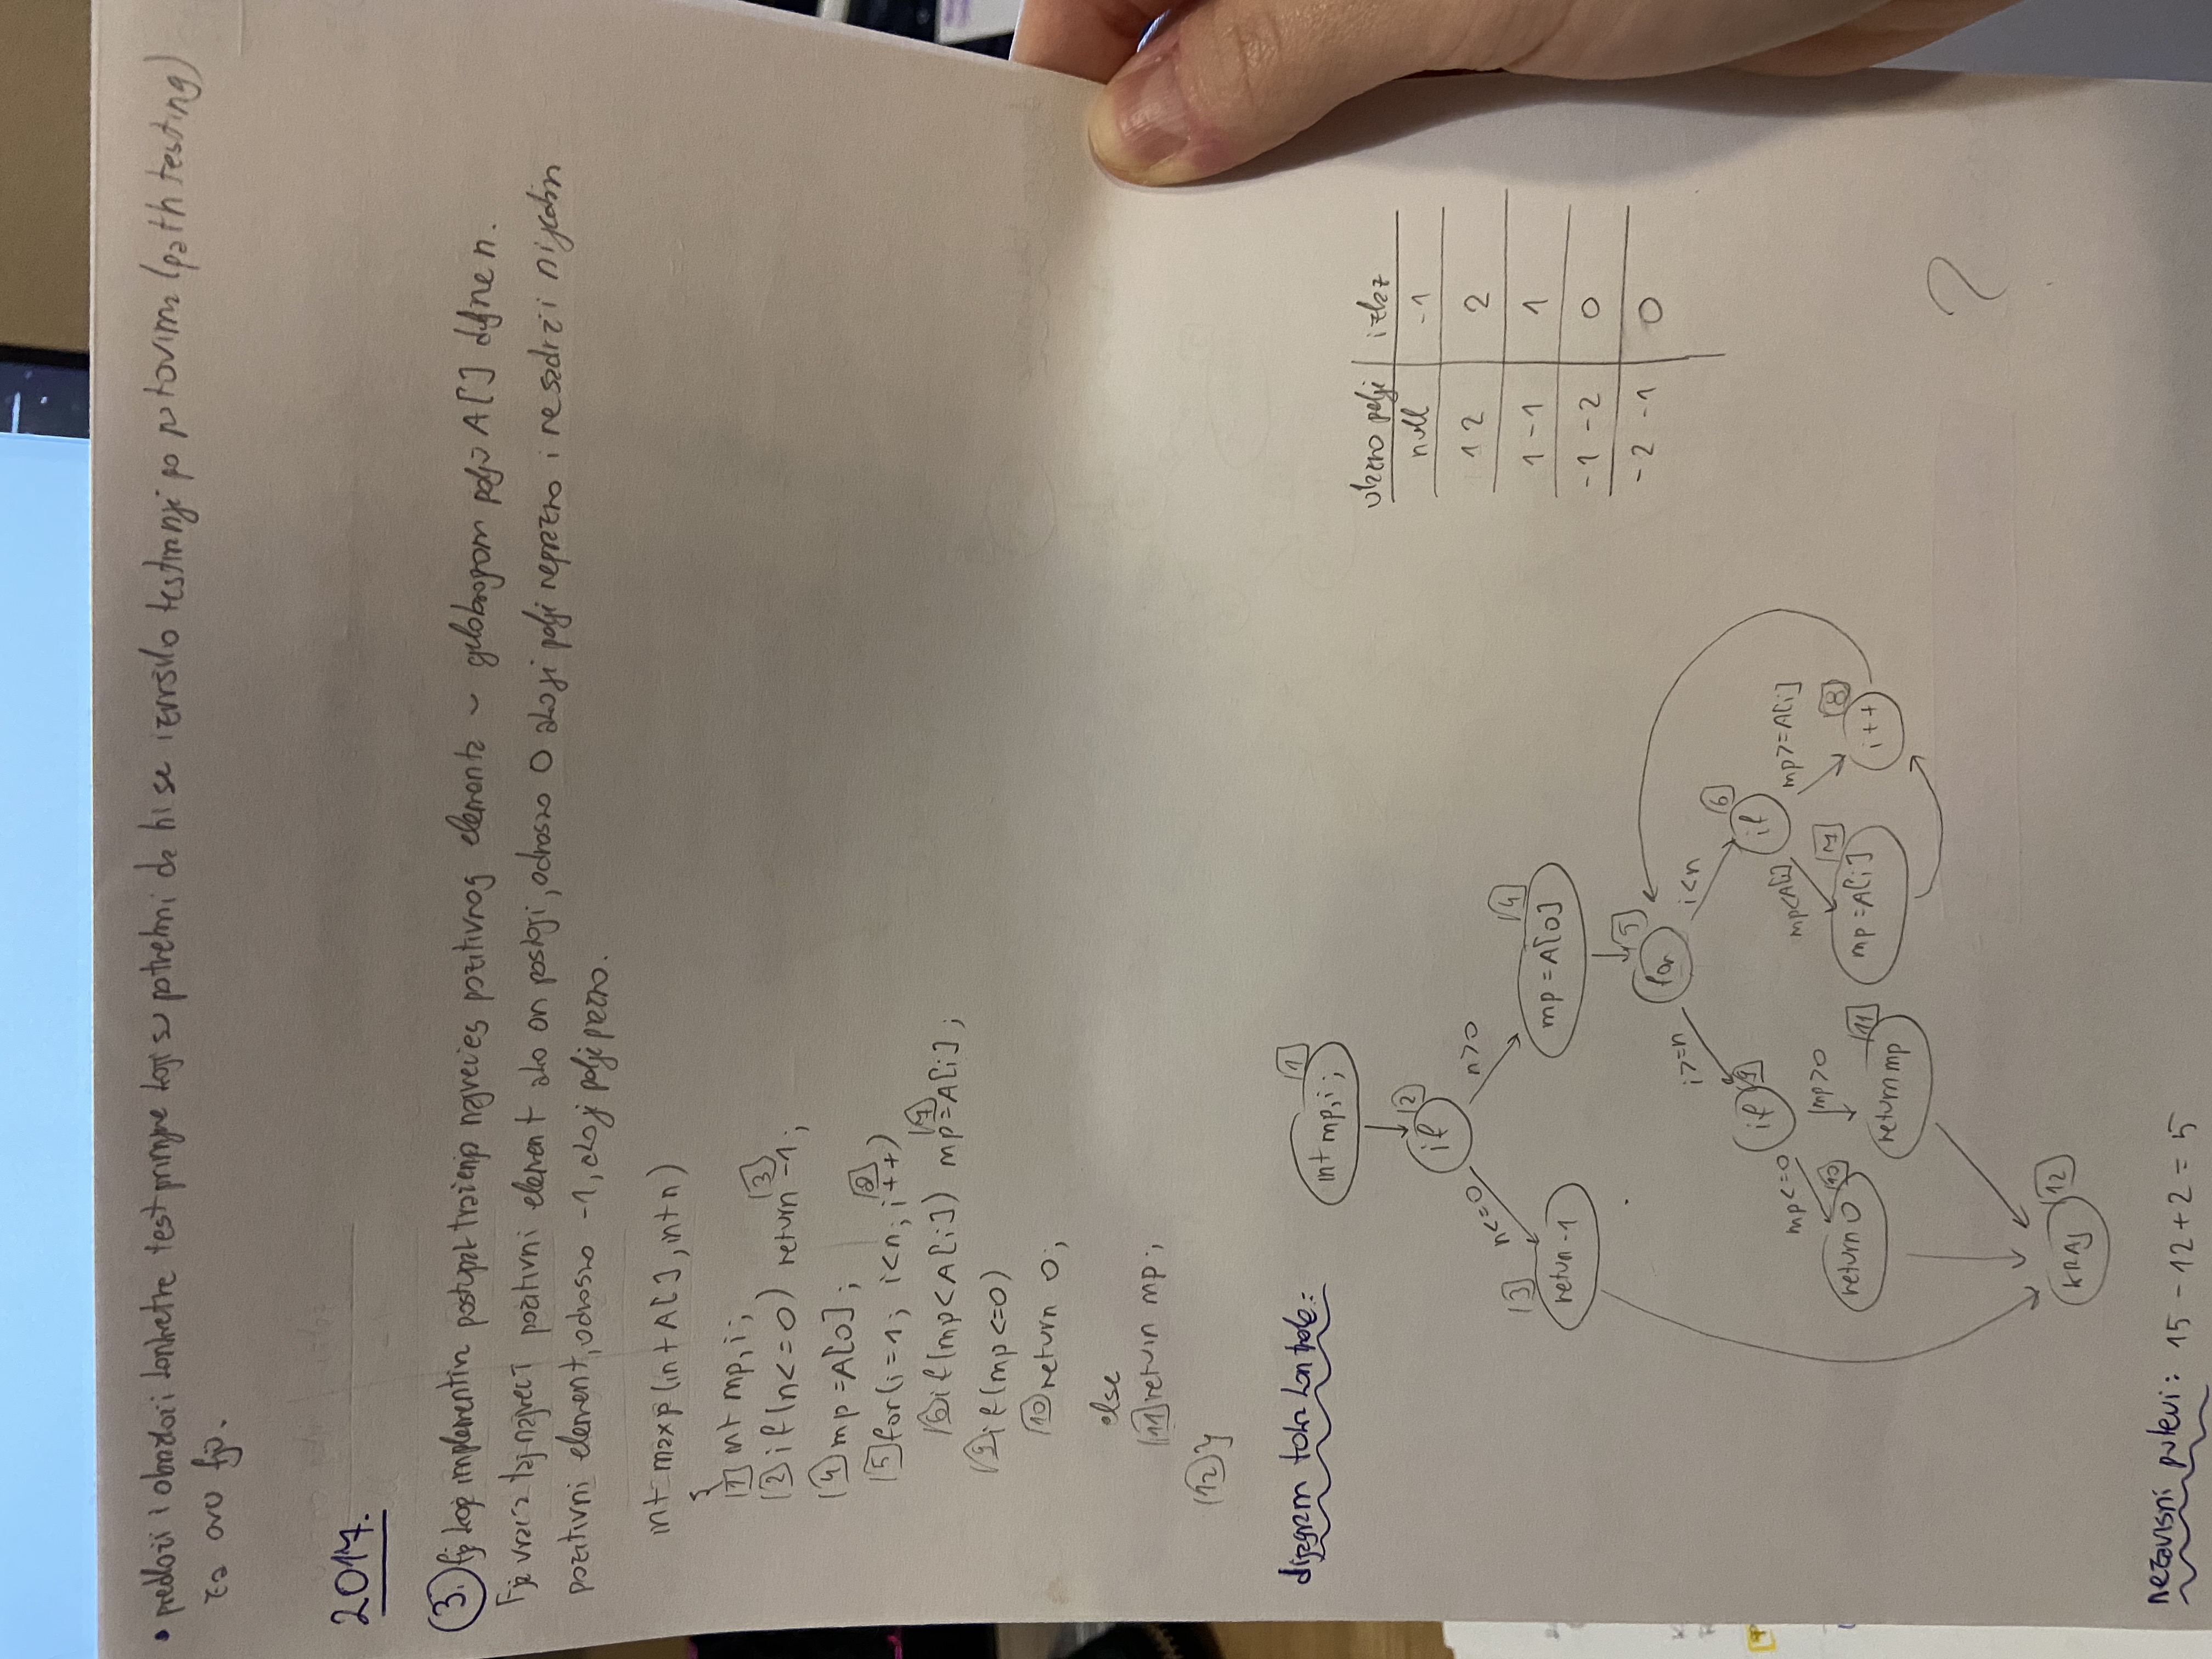 • predloži i obrazloži konkretne test primjere koji su potrebni da bi se izvršilo testiranje po putovima (path testing)
za ovu fju.
2017.
3. fja koja implementira postupak traženja najvećeg pozitivnog elementa u cjelobrojnom polju A[] duljine n.
Fja vraća taj najveći pozitivni element ako on postoji, odnosno 0 ako je polje neprazno i ne sadrži nijedan
pozitivni element, odnosno -1, ako je polje prazno.
int maxp(int A[], int n)
{
1 int mp, i;
2 if(n<=0) return -1; 3
4 mp=A[0];
5 for(i=1; i<n; i++) 8
6 if(mp<A[i]) mp=A[i]; 7
9 if(mp<=0)
10 return 0;
else
11 return mp;
12 }
dijagram toka kontrole:
int mp, i; 1
if 2
n<=0 n>0
3 return -1
4 mp=A[0]
for 5
i>=n i<n
if 9
if 6
mp<=0 mp>0
mp<A[i] mp>=A[i]
return 0 10
return mp 11
mp=A[i] 7
i++ 8
KRAJ 12
ulazno polje izlaz
null -1
1 2 2
1 -1 1
-1 -2 0
-2 -1 0
?
nezavisni putevi: 15-12+2=5